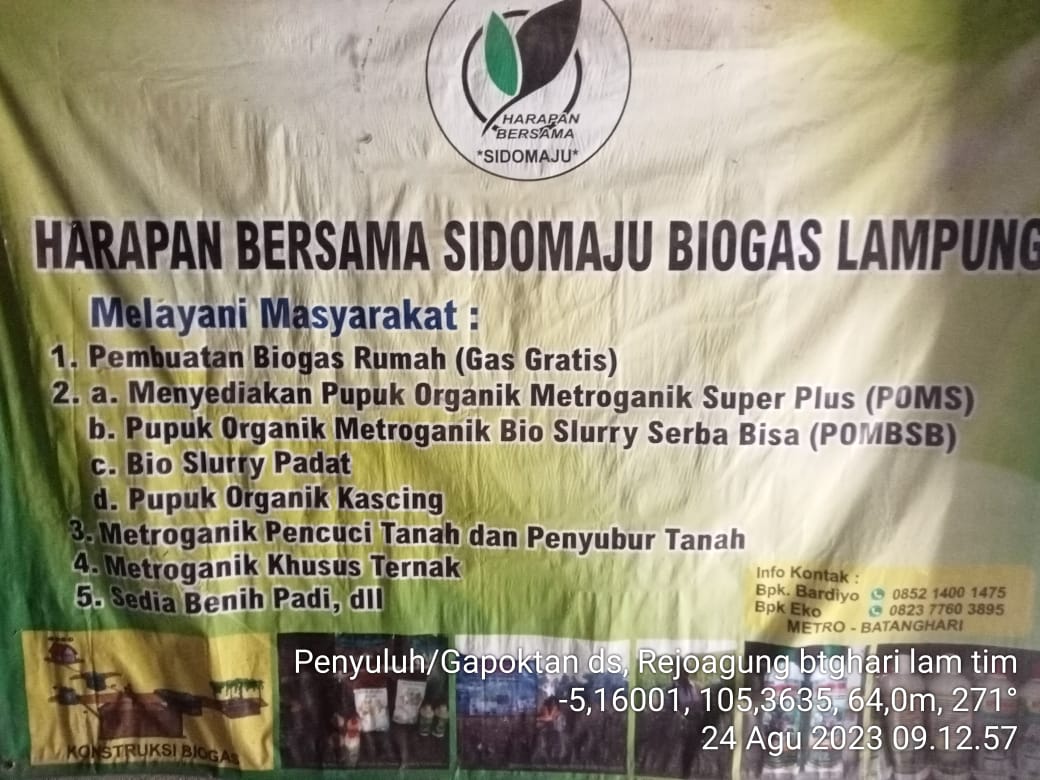 HARAPAN
BERSAMA
*SIDOMAJU*
HARAPAN BERSAMA SIDOMAJU BIOGAS LAMPUNG
Melayani Masyarakat :
1. Pembuatan Biogas Rumah (Gas Gratis)
2. a. Menyediakan Pupuk Organik Metroganik Super Plus (POMS)
b. Pupuk Organik Metroganik Bio Slurry Serba Bisa (POMBSB)
c. Bio Slurry Padat
d. Pupuk Organik Kascing
3. Metroganik Pencuci Tanah dan Penyubur Tanah
4. Metroganik Khusus Ternak
5. Sedia Benih Padi, dll
Info Kontak :
Bpk. Bardiyo 0852 1400 1475
Bpk Eko 0823 7760 3895
METRO - BATANGHARI
KONSTRUKSI BIOGAS
Penyuluh/Gapoktan ds, Rejoagung btghari lam tim
-5,16001, 105,3635, 64,0m, 271°
24 Agu 2023 09.12.57